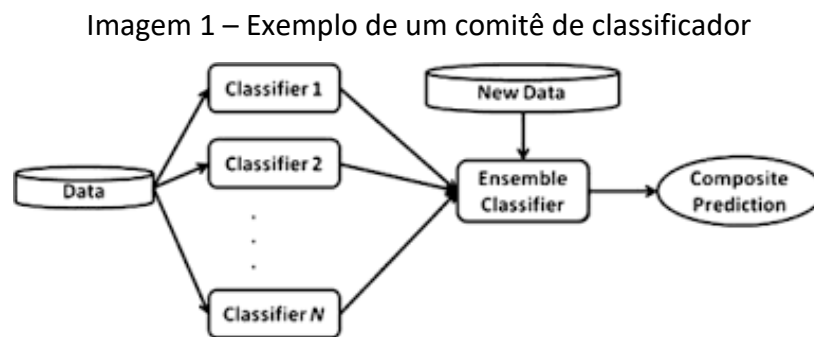 Imagem 1 – Exemplo de um comitê de classificador
Classifier 1
New Data
Classifier 2
Data
Ensemble
Classifier
Composite
Prediction
.
.
.
Classifier N